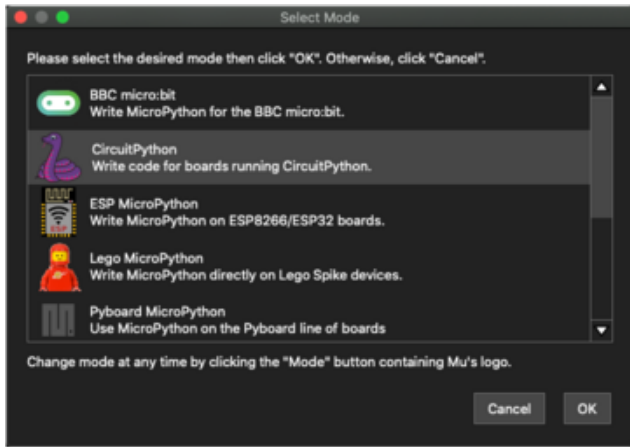 Select Mode
Please select the desired mode then click "OK". Otherwise, click "Cancel".
BBC micro:bit
Write MicroPython for the BBC micro:bit.
CircuitPython
Write code for boards running CircuitPython.
ESP MicroPython
Write MicroPython on ESP8266/ESP32 boards.
ESP
Lego MicroPython
Write MicroPython directly on Lego Spike devices.
Pyboard MicroPython
Use MicroPython on the Pyboard line of boards
Change mode at any time by clicking the "Mode" button containing Mu's logo.
Cancel
OK